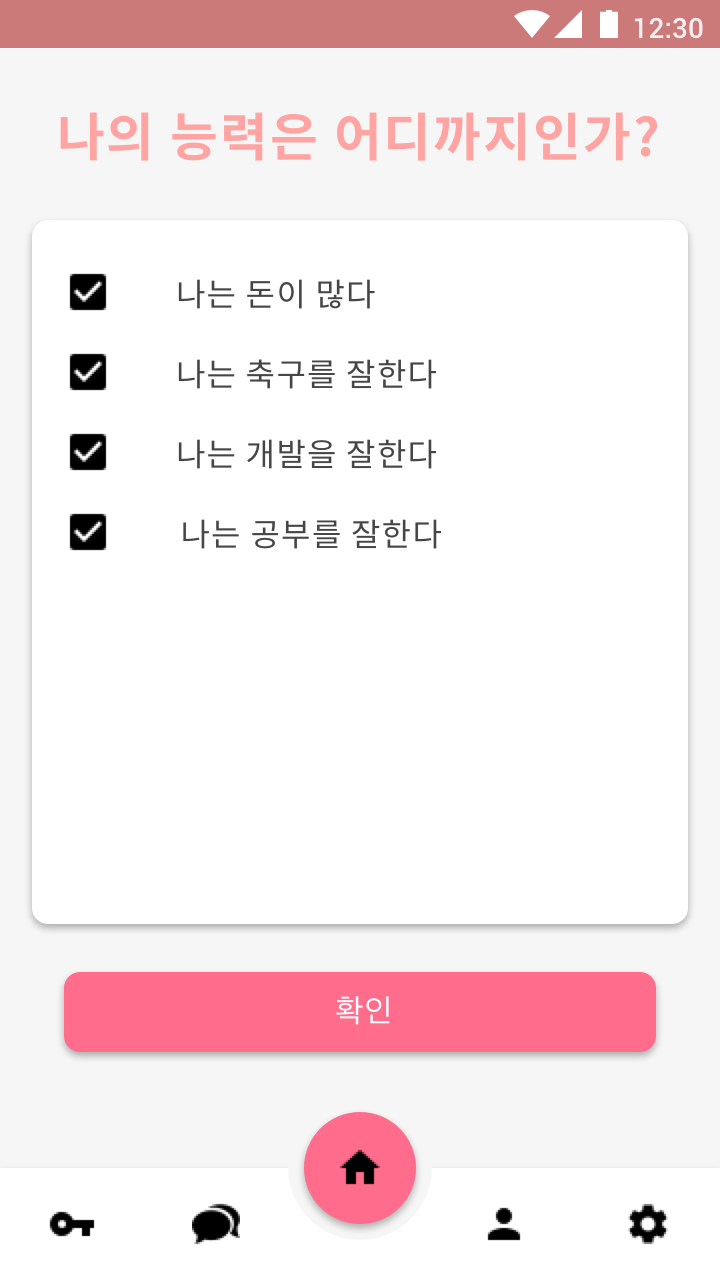 12:30
나의 능력은 어디까지인가?
나는 돈이 많다
나는 축구를 잘한다
나는 개발을 잘한다
나는 공부를 잘한다
확인